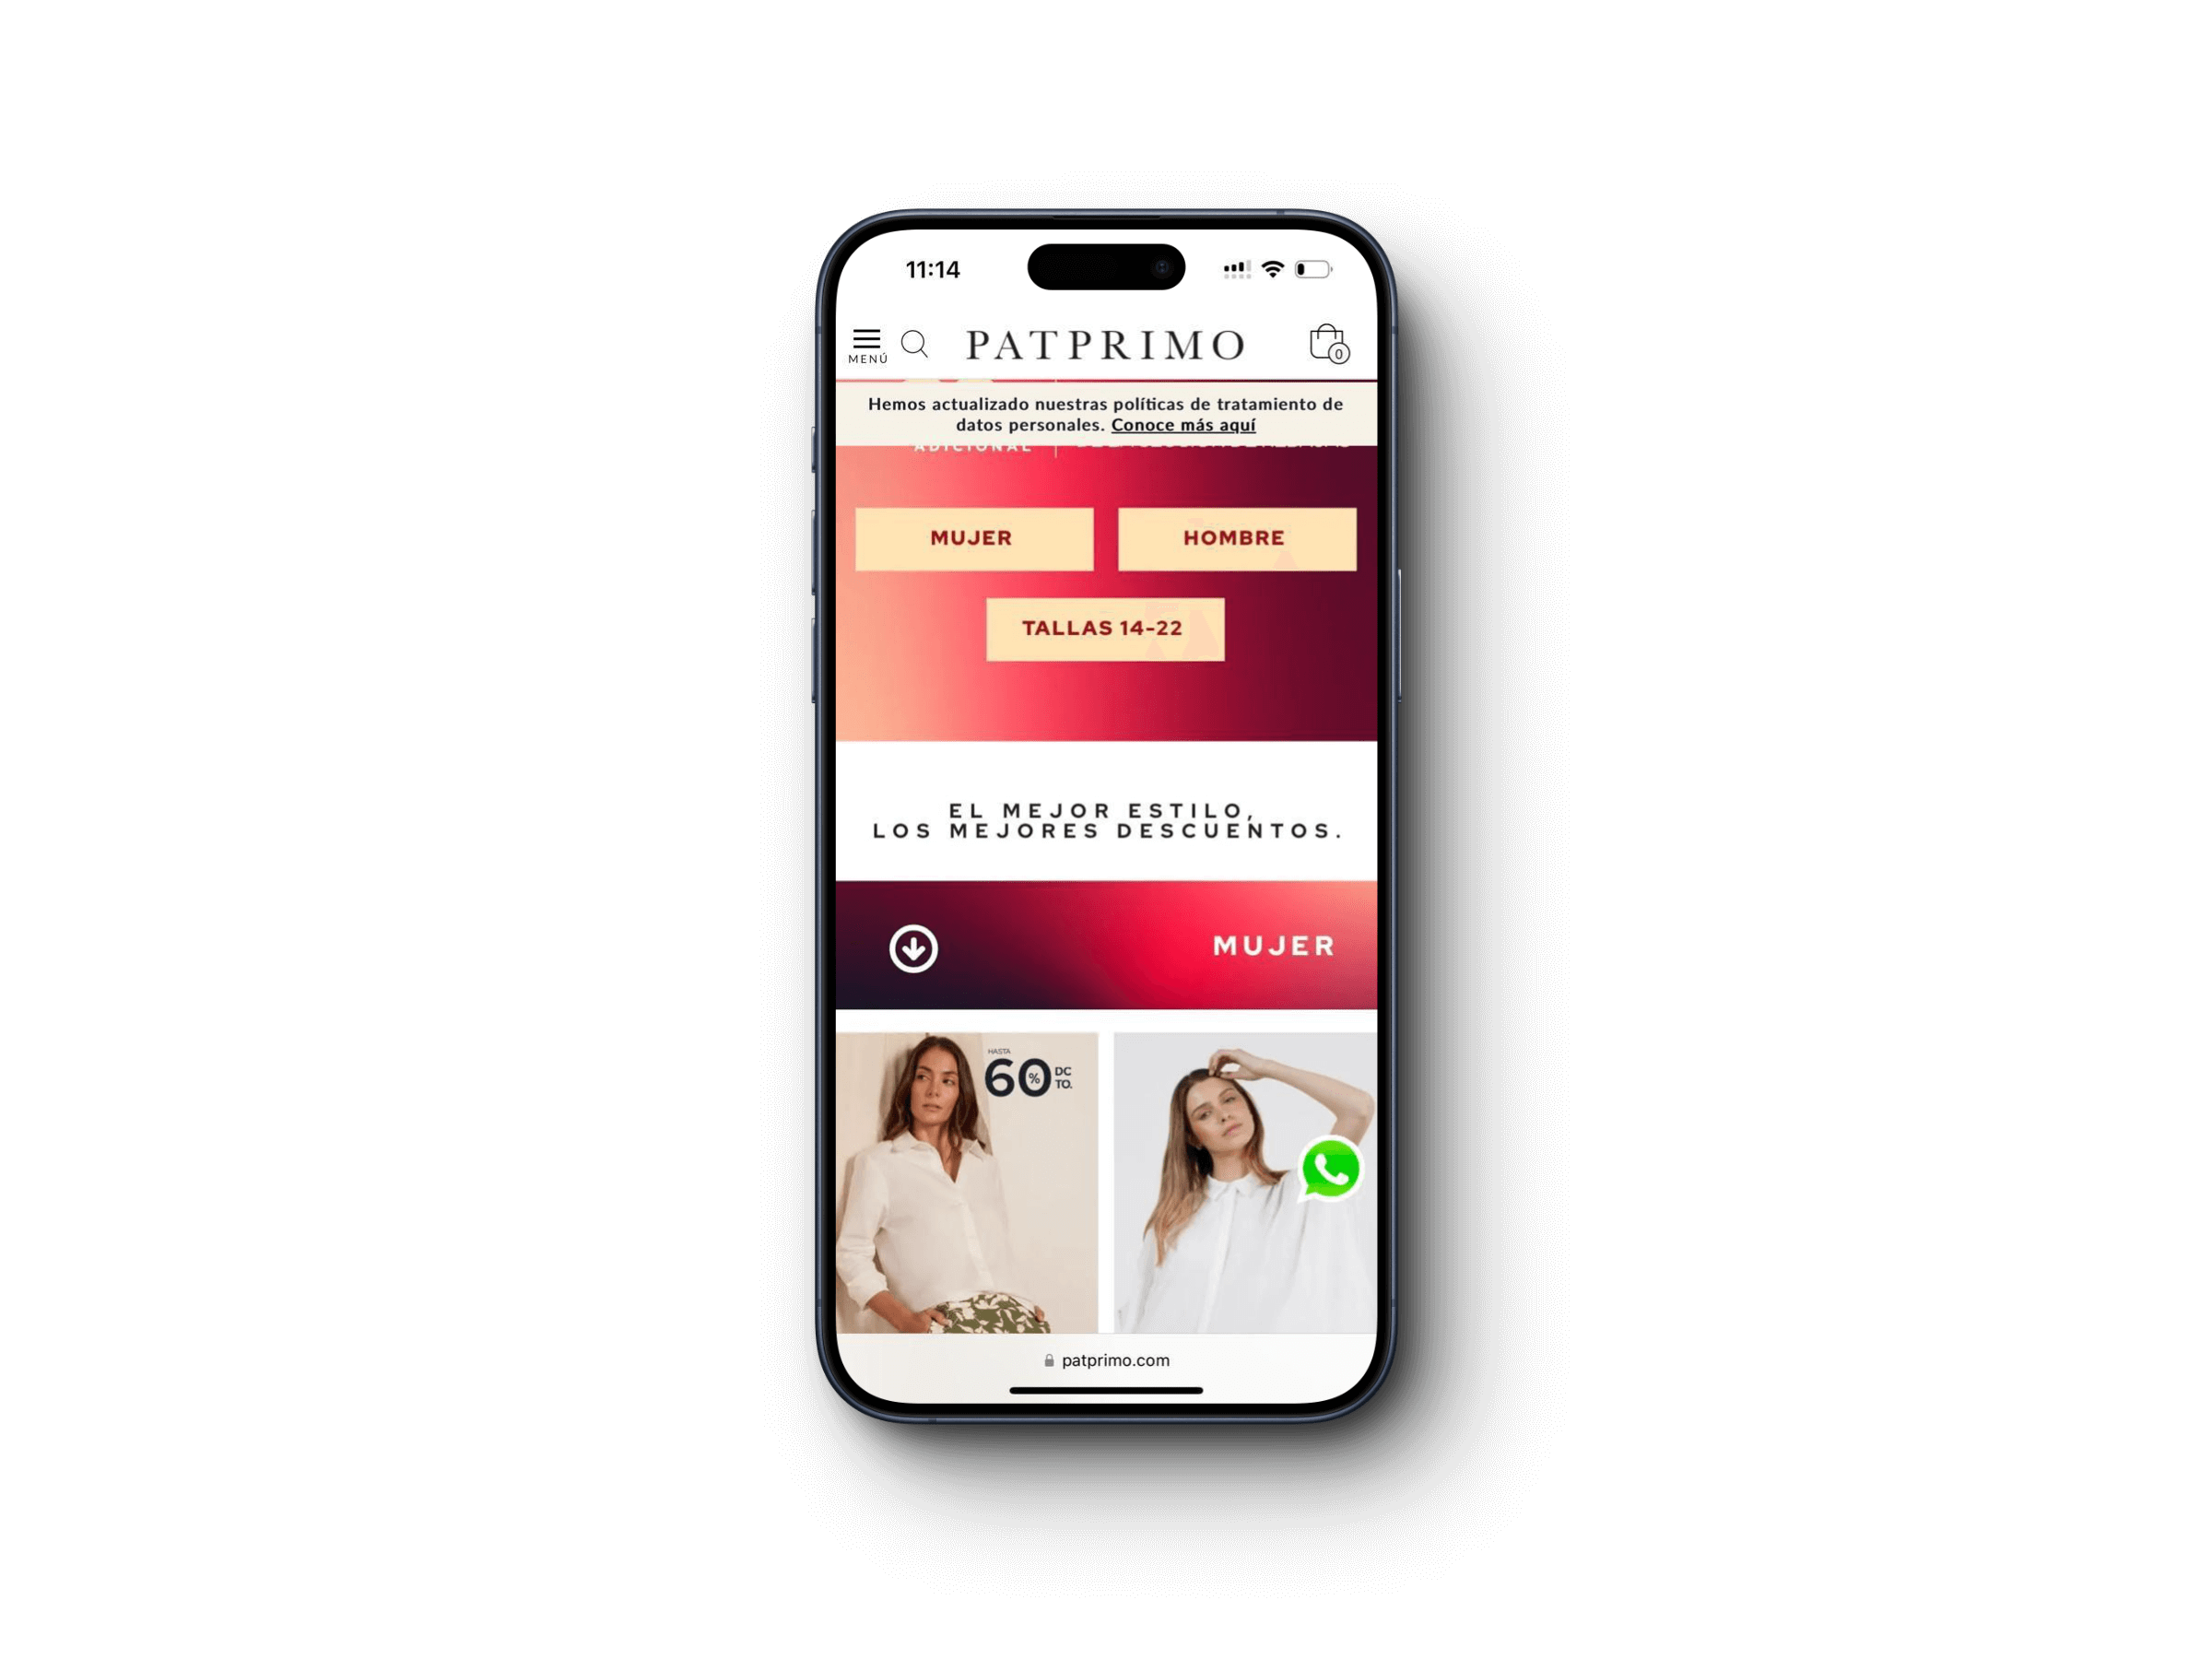 11:14
MENÚ
PATPRIMO
0
Hemos actualizado nuestras políticas de tratamiento de
datos personales. Conoce más aquí
ADICIONAL
MUJER
HOMBRE
TALLAS 14-22
EL MEJOR ESTILO,
LOS MEJORES DESCUENTOS.
MUJER
HASTA
60% DC
TO.
patprimo.com